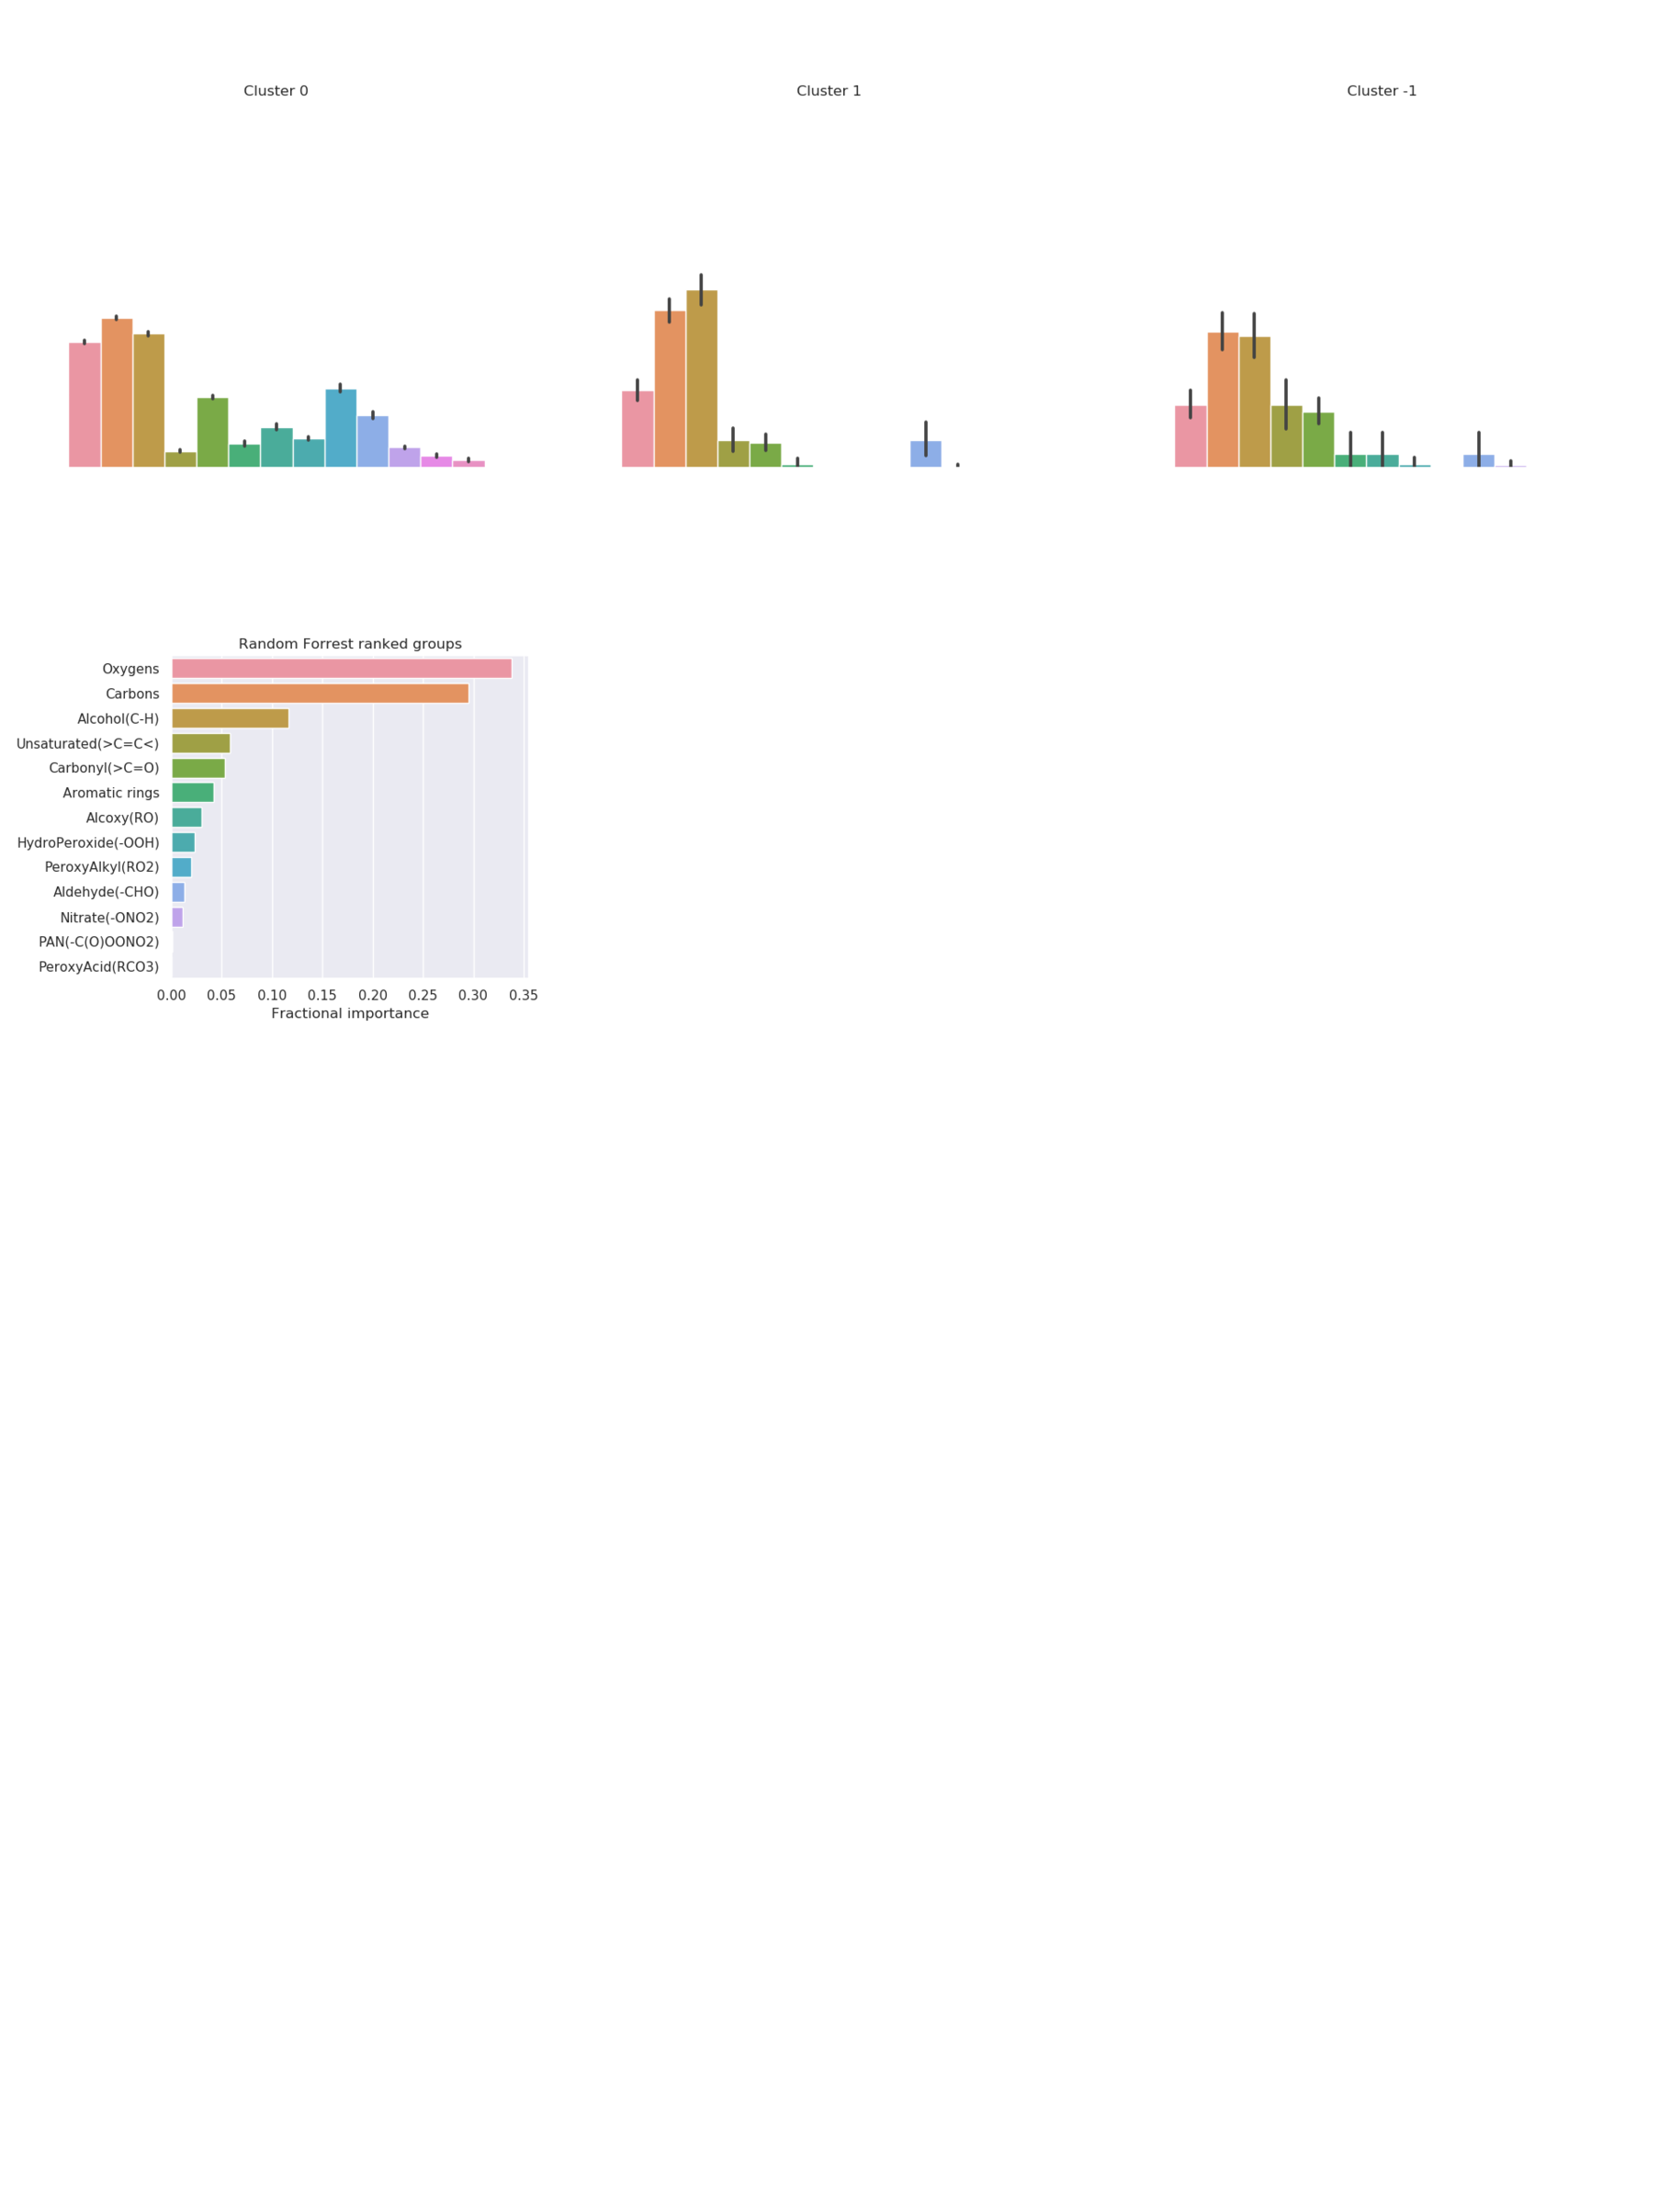 Cluster 0
Cluster 1
Cluster -1
Random Forrest ranked groups
Oxygens
Carbons
Alcohol(C-H)
Unsaturated(>C=C<)
Carbonyl(>C=O)
Aromatic rings
Alcoxy(RO)
HydroPeroxide(-OOH)
PeroxyAlkyl(RO2)
Aldehyde(-CHO)
Nitrate(-ONO2)
PAN(-C(O)OONO2)
PeroxyAcid(RCO3)
0.00 0.05 0.10 0.15 0.20 0.25 0.30 0.35
Fractional importance